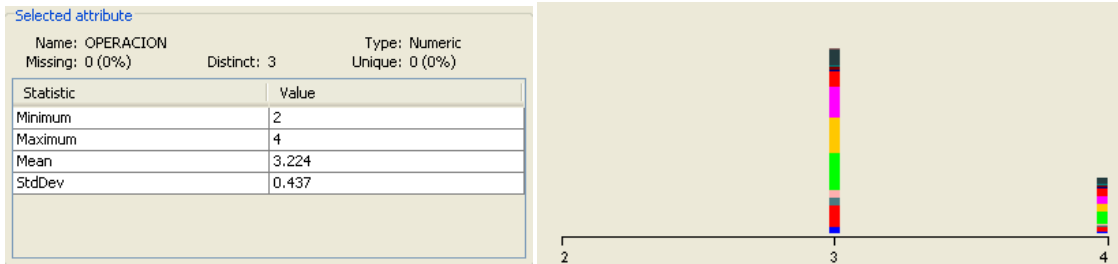 Selected attribute
Name: OPERACION Type: Numeric
Missing: 0 (0%) Distinct: 3 Unique: 0 (0%)
Statistic Value
Minimum 2
Maximum 4
Mean 3.224
StdDev 0.437
2 3 4